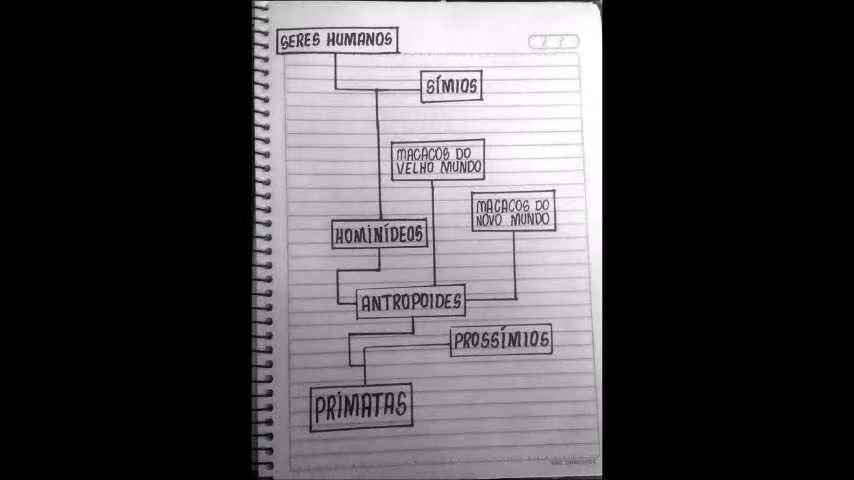 SERES HUMANOS
SÍMIOS
MACACOS DO
VELHO MUNDO
MACACOS DO
NOVO MUNDO
HOMINÍDEOS
ANTROPOIDES
PROSSÍMIOS
PRIMATAS